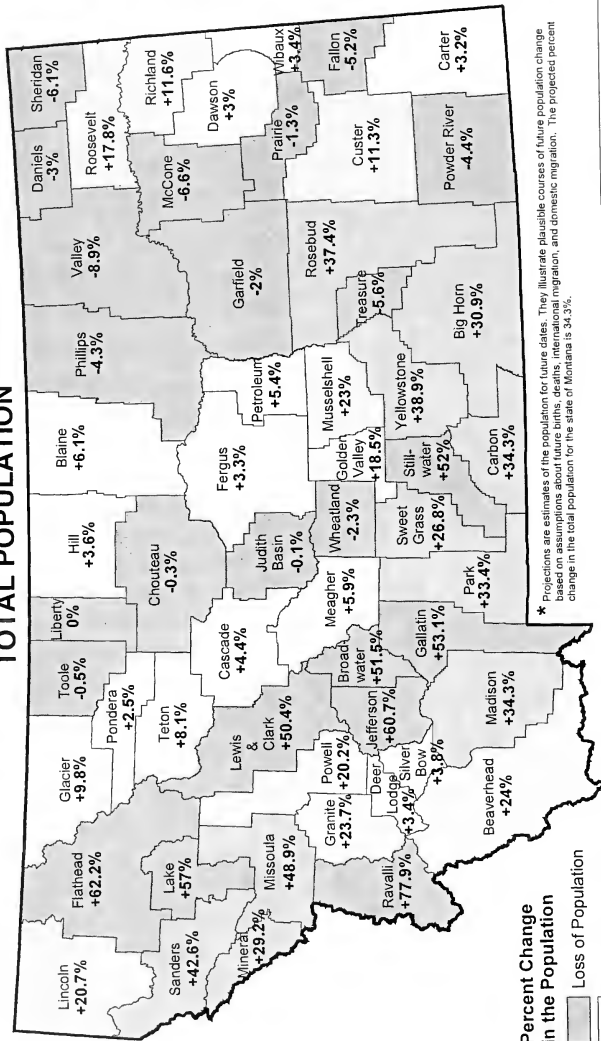 TOTAL POPULATION
Lincoln
+20.7%
Flathead
+62.2%
Glacier
+9.8%
Toole
-0.5%
Liberty
0%
Hill
+3.6%
Blaine
+6.1%
Phillips
-4.3%
Valley
-8.9%
Daniels
-3%
Sheridan
-6.1%
Roosevelt
+17.8%
Pondera
+2.5%
Teton
+8.1%
Chouteau
-0.3%
Sanders
+42.6%
Lake
+57%
Lewis
&
Clark
+50.4%
Cascade
+4.4%
Judith
Basin
-0.1%
Fergus
+3.3%
Petroleum
+5.4%
Garfield
-2%
McCone
-6.6%
Richland
+11.6%
Dawson
+3%
Wibaux
+3.4%
Prairie
-1.3%
Fallon
-5.2%
Mineral
+29.2%
Missoula
+48.9%
Powell
+20.2%
Granite
+23.7%
Deer
Lodge
+3.4%
Silver
Bow
+3.8%
Jefferson
+60.7%
Broad-
water
+51.5%
Meagher
+5.9%
Wheatland
-2.3%
Golden
Valley
+18.5%
Musselshell
+23%
Treasure
-5.6%
Rosebud
+37.4%
Custer
+11.3%
Ravalli
+77.9%
Beaverhead
+24%
Madison
+34.3%
Gallatin
+53.1%
Park
+33.4%
Sweet
Grass
+26.8%
Still-
water
+52%
Yellowstone
+38.9%
Carbon
+34.3%
Big Horn
+30.9%
Powder River
-4.4%
Carter
+3.2%
Percent Change
in the Population
Loss of Population
* Projections are estimates of the population for future dates. They illustrate plausible courses of future population change
based on assumptions about future births, deaths, international migration, and domestic migration. The projected percent
change in the total population for the state of Montana is 34.3%.